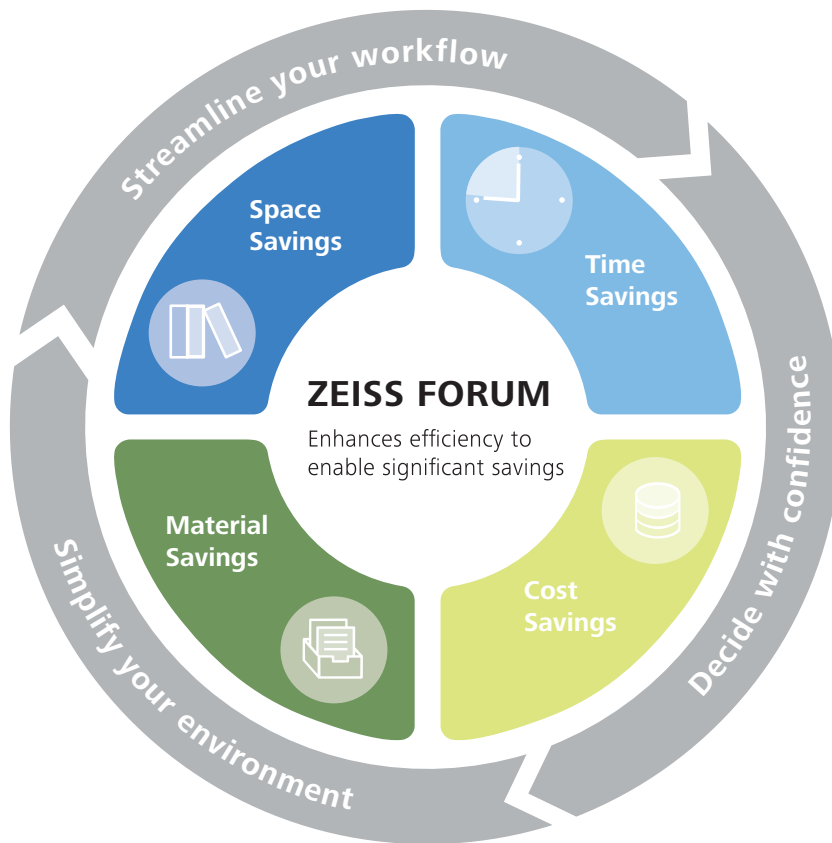 Streamline your workflow
Space
Savings
Time
Savings
ZEISS FORUM
Enhances efficiency to
enable significant savings
Decide with confidence
Material
Savings
Cost
Savings
Simplify your environment